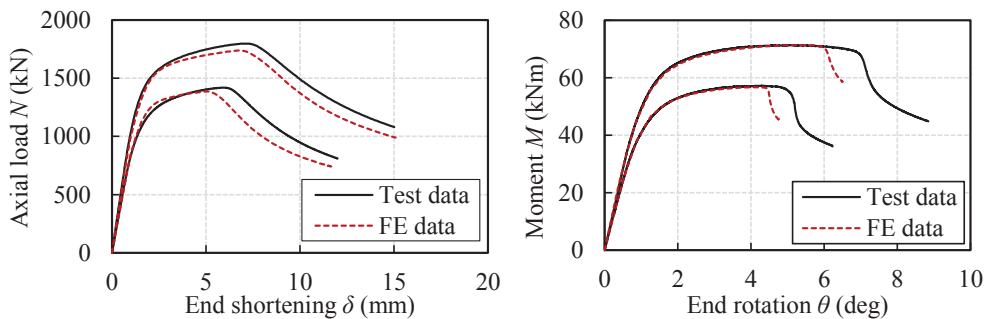 2000
1500
1000
500
0
Axial load N (kN)
Test data
FE data
0 5 10 15 20
End shortening δ (mm)
80
60
40
20
0
Moment M (kNm)
Test data
FE data
0 2 4 6 8 10
End rotation θ (deg)